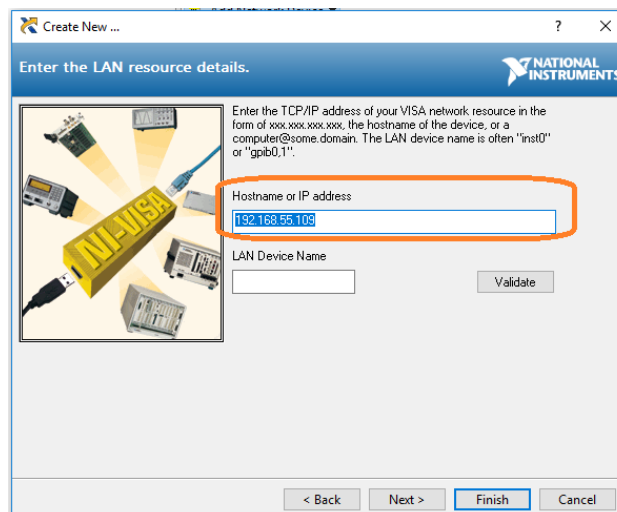 Create New ...
Enter the LAN resource details.
NATIONAL
INSTRUMENTS
Enter the TCP/IP address of your VISA network resource in the
form of xxx.xxx.xxx.xxx, the hostname of the device, or a
computer@some.domain. The LAN device name is often "inst0"
or "gpib0,1".
NI-VISA
Hostname or IP address
192.168.55.109
LAN Device Name
Validate
< Back Next > Finish Cancel